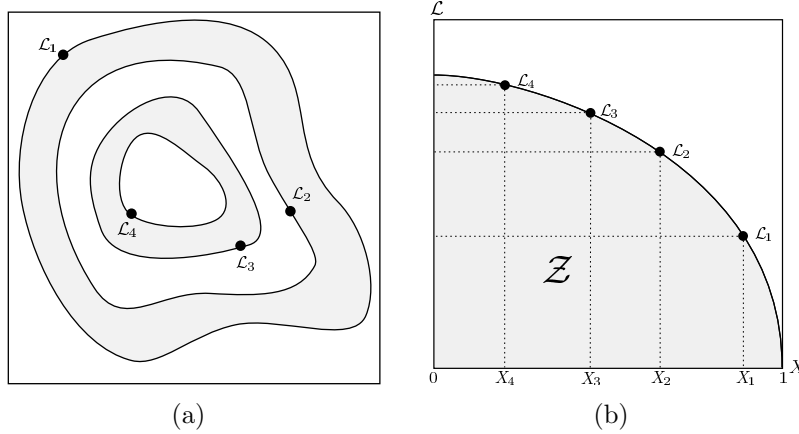 ℒ₁
ℒ₂
ℒ₄
ℒ₃
(a)
ℒ
ℒ₄
ℒ₃
ℒ₂
ℒ₁
𝒵
0 X₄ X₃ X₂ X₁ 1 X
(b)